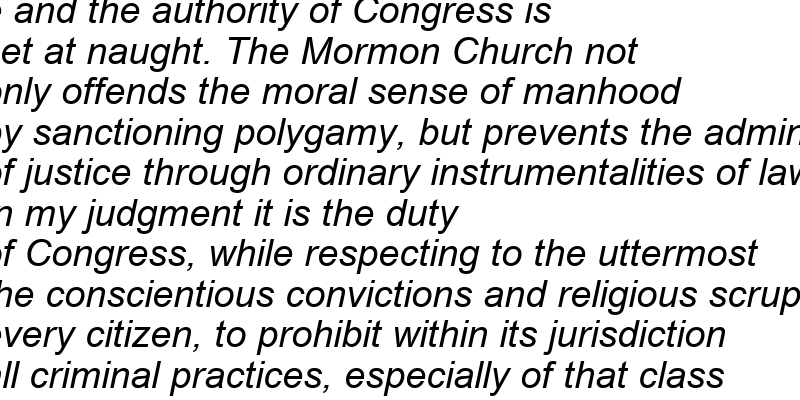 and the authority of Congress is
et at naught. The Mormon Church not
only offends the moral sense of manhood
by sanctioning polygamy, but prevents the admin
of justice through ordinary instrumentalities of law
n my judgment it is the duty
of Congress, while respecting to the uttermost
the conscientious convictions and religious scrup
every citizen, to prohibit within its jurisdiction
all criminal practices, especially of that class